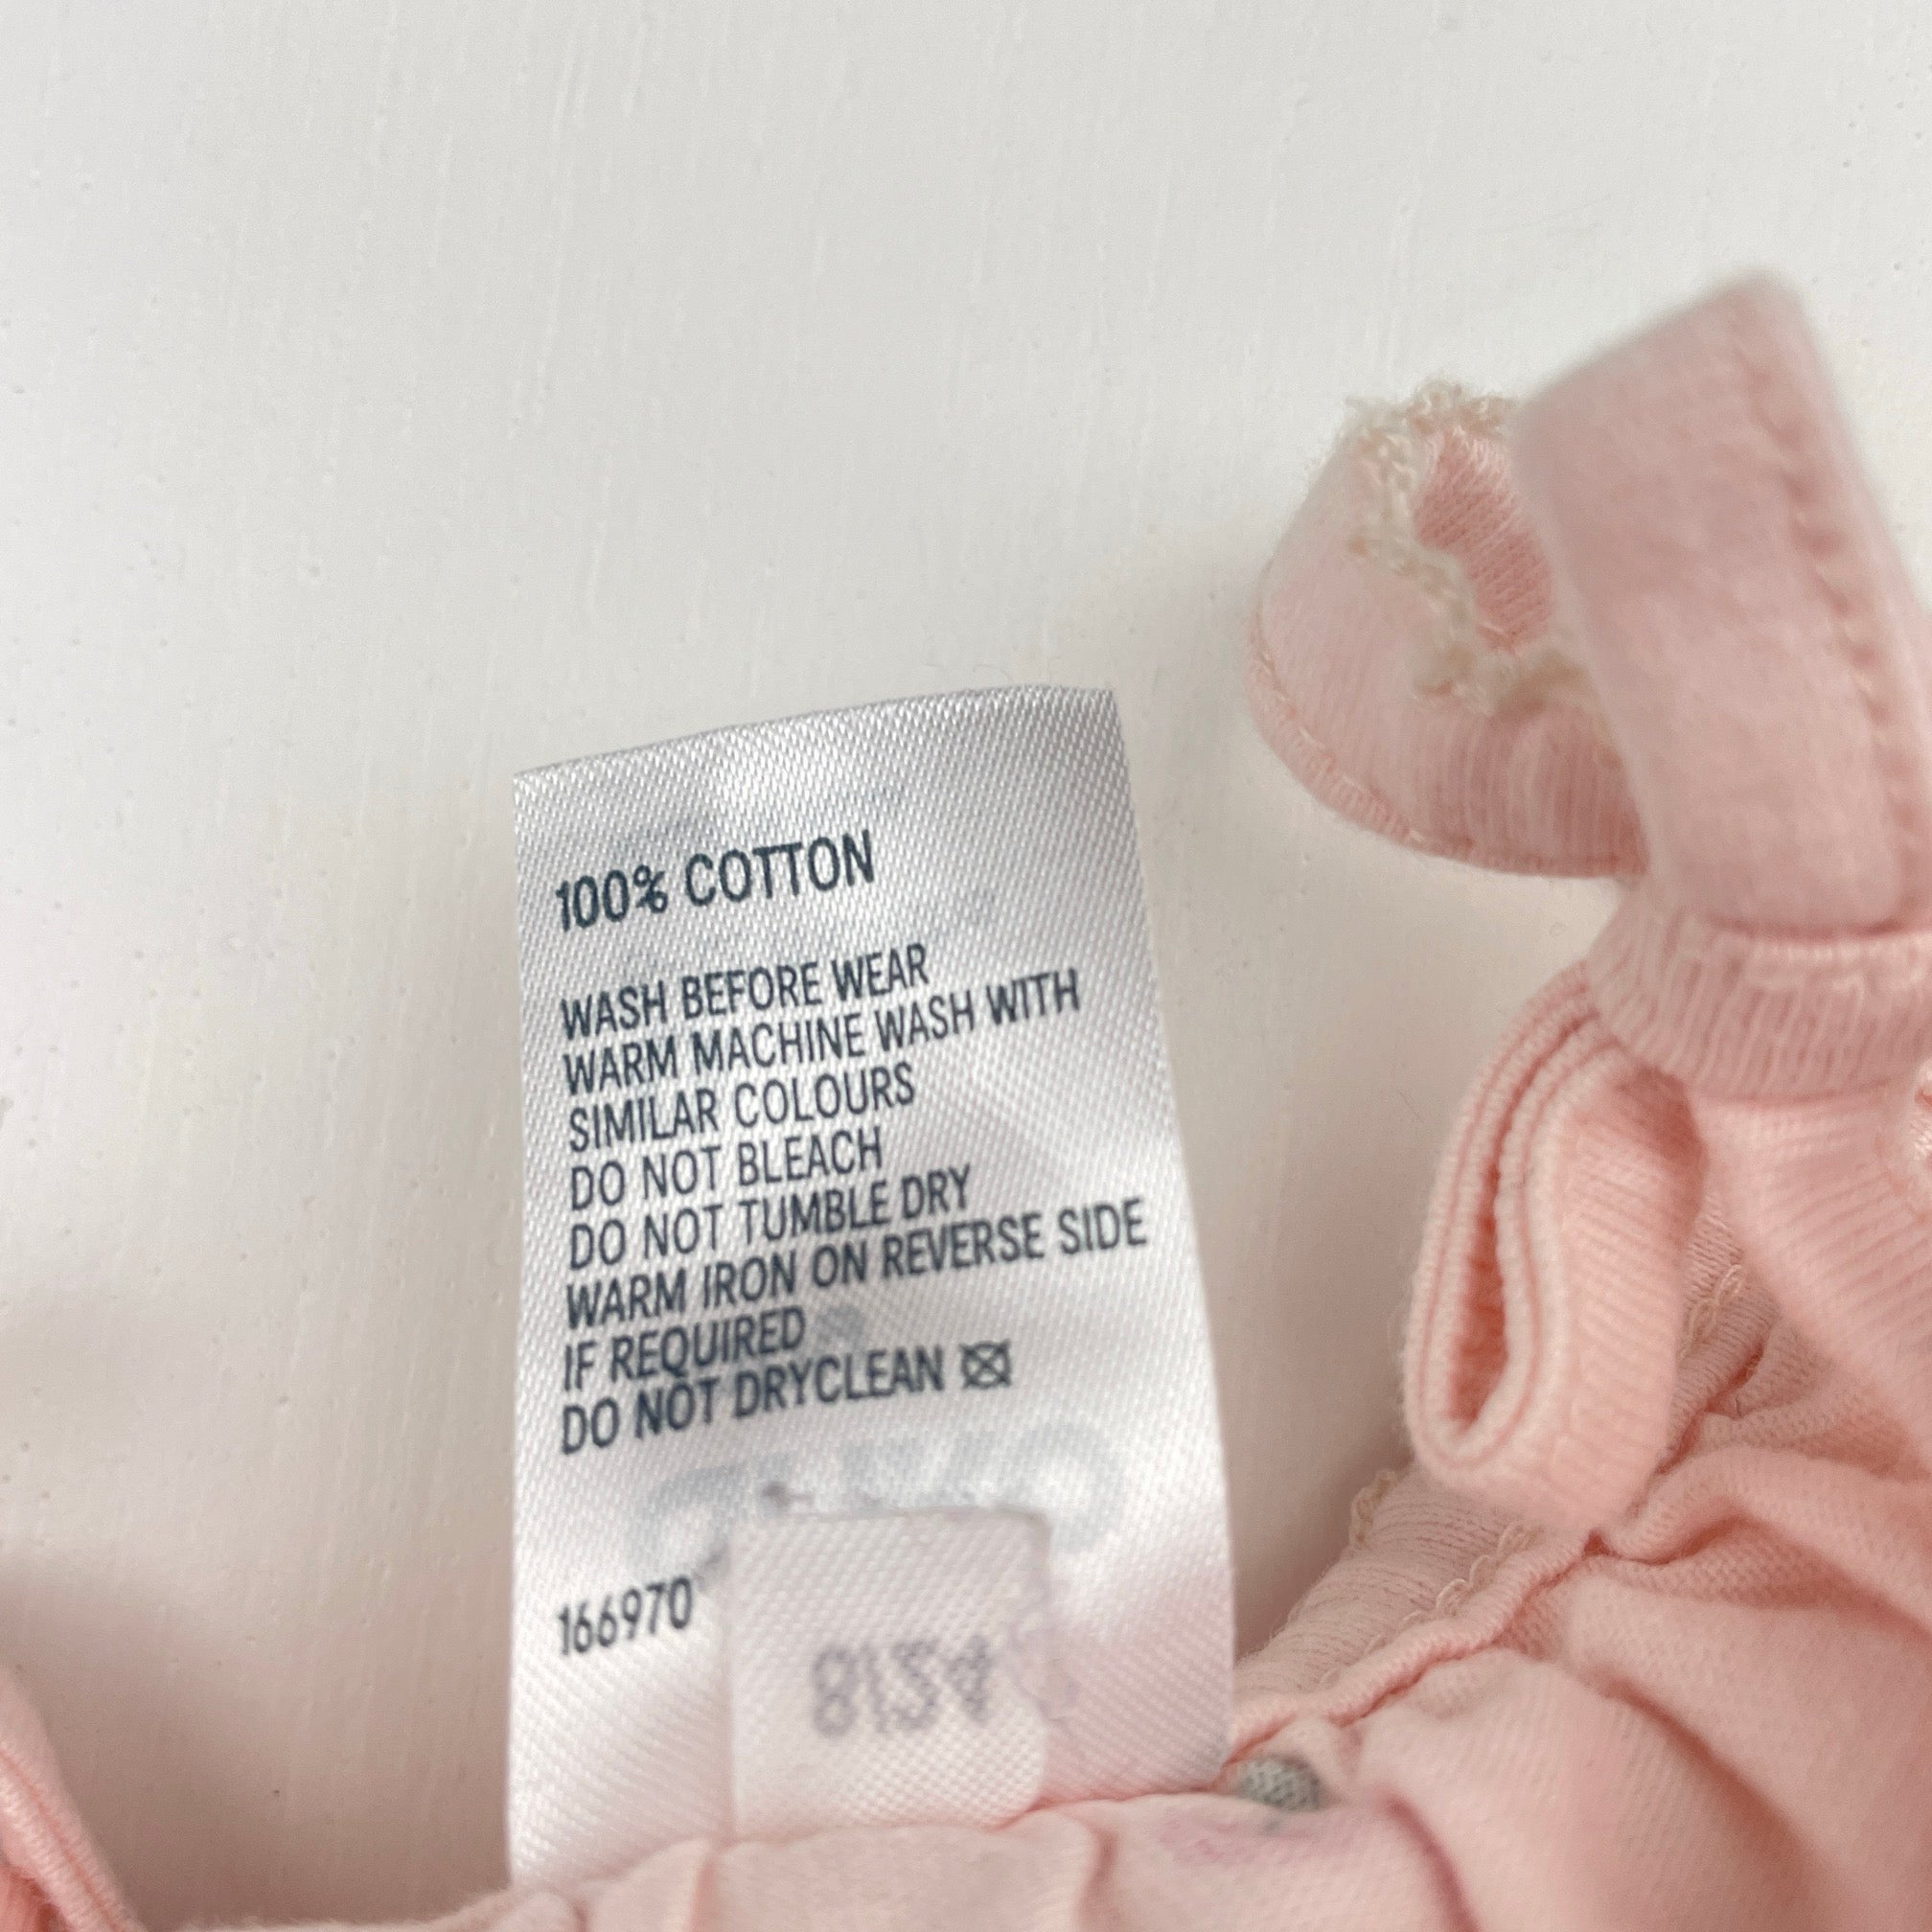 100% COTTON
WASH BEFORE WEAR
WARM MACHINE WASH WITH
SIMILAR COLOURS
DO NOT BLEACH
DO NOT TUMBLE DRY
WARM IRON ON REVERSE SIDE
IF REQUIRED
DO NOT DRYCLEAN
166970